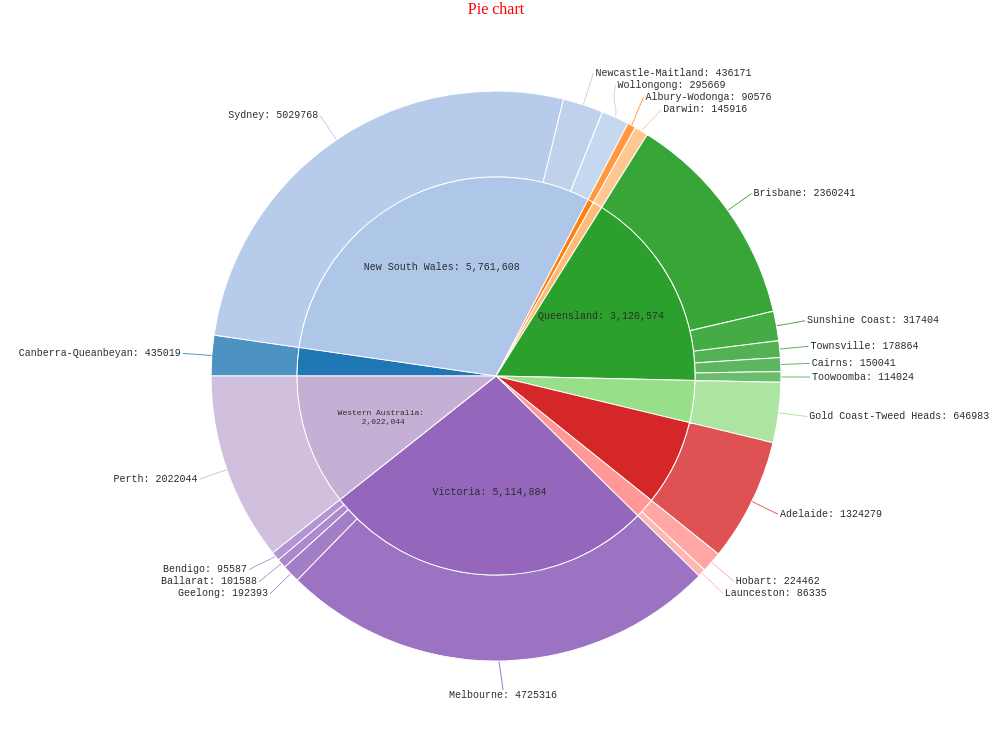 Pie chart
Newcastle-Maitland: 436171
Wollongong: 295669
Albury-Wodonga: 90576
Darwin: 145916
Sydney: 5029768
Brisbane: 2360241
New South Wales: 5,761,608
Queensland: 3,120,574
Sunshine Coast: 317404
Townsville: 178864
Canberra-Queanbeyan: 435019
Cairns: 150041
Toowoomba: 114024
Western Australia:
2,022,044
Gold Coast-Tweed Heads: 646983
Perth: 2022044
Victoria: 5,114,884
Adelaide: 1324279
Bendigo: 95587
Ballarat: 101588
Geelong: 192393
Hobart: 224462
Launceston: 86335
Melbourne: 4725316